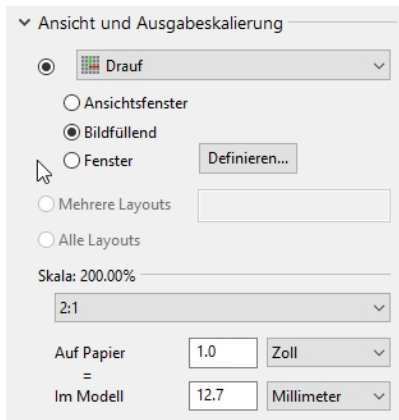 Ansicht und Ausgabeskalierung
Drauf
Ansichtsfenster
Bildfüllend
Fenster Definieren...
Mehrere Layouts
Alle Layouts
Skala: 200.00%
2:1
Auf Papier 1.0 Zoll
=
Im Modell 12.7 Millimeter